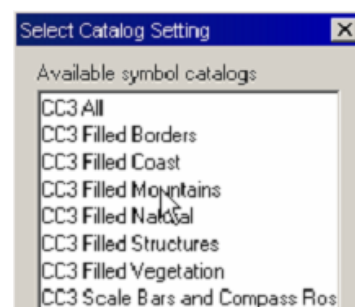 Select Catalog Setting
Available symbol catalogs
CC3 All
CC3 Filled Borders
CC3 Filled Coast
CC3 Filled Mountains
CC3 Filled Natural
CC3 Filled Structures
CC3 Filled Vegetation
CC3 Scale Bars and Compass Ros